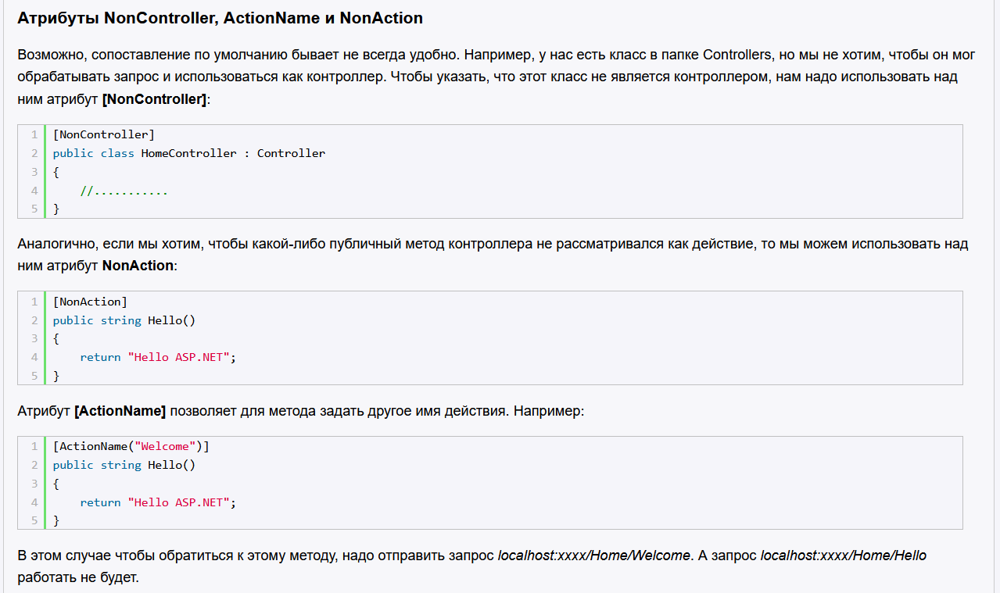 Атрибуты NonController, ActionName и NonAction
Возможно, сопоставление по умолчанию бывает не всегда удобно. Например, у нас есть класс в папке Controllers, но мы не хотим, чтобы он мог
обрабатывать запрос и использоваться как контроллер. Чтобы указать, что этот класс не является контроллером, нам надо использовать над
ним атрибут [NonController]:
1 [NonController]
2 public class HomeController : Controller
3 {
4 //...........
5 }
Аналогично, если мы хотим, чтобы какой-либо публичный метод контроллера не рассматривался как действие, то мы можем использовать над
ним атрибут NonAction:
1 [NonAction]
2 public string Hello()
3 {
4 return "Hello ASP.NET";
5 }
Атрибут [ActionName] позволяет для метода задать другое имя действия. Например:
1 [ActionName("Welcome")]
2 public string Hello()
3 {
4 return "Hello ASP.NET";
5 }
В этом случае чтобы обратиться к этому методу, надо отправить запрос localhost:xxxx/Home/Welcome. А запрос localhost:xxxx/Home/Hello
работать не будет.